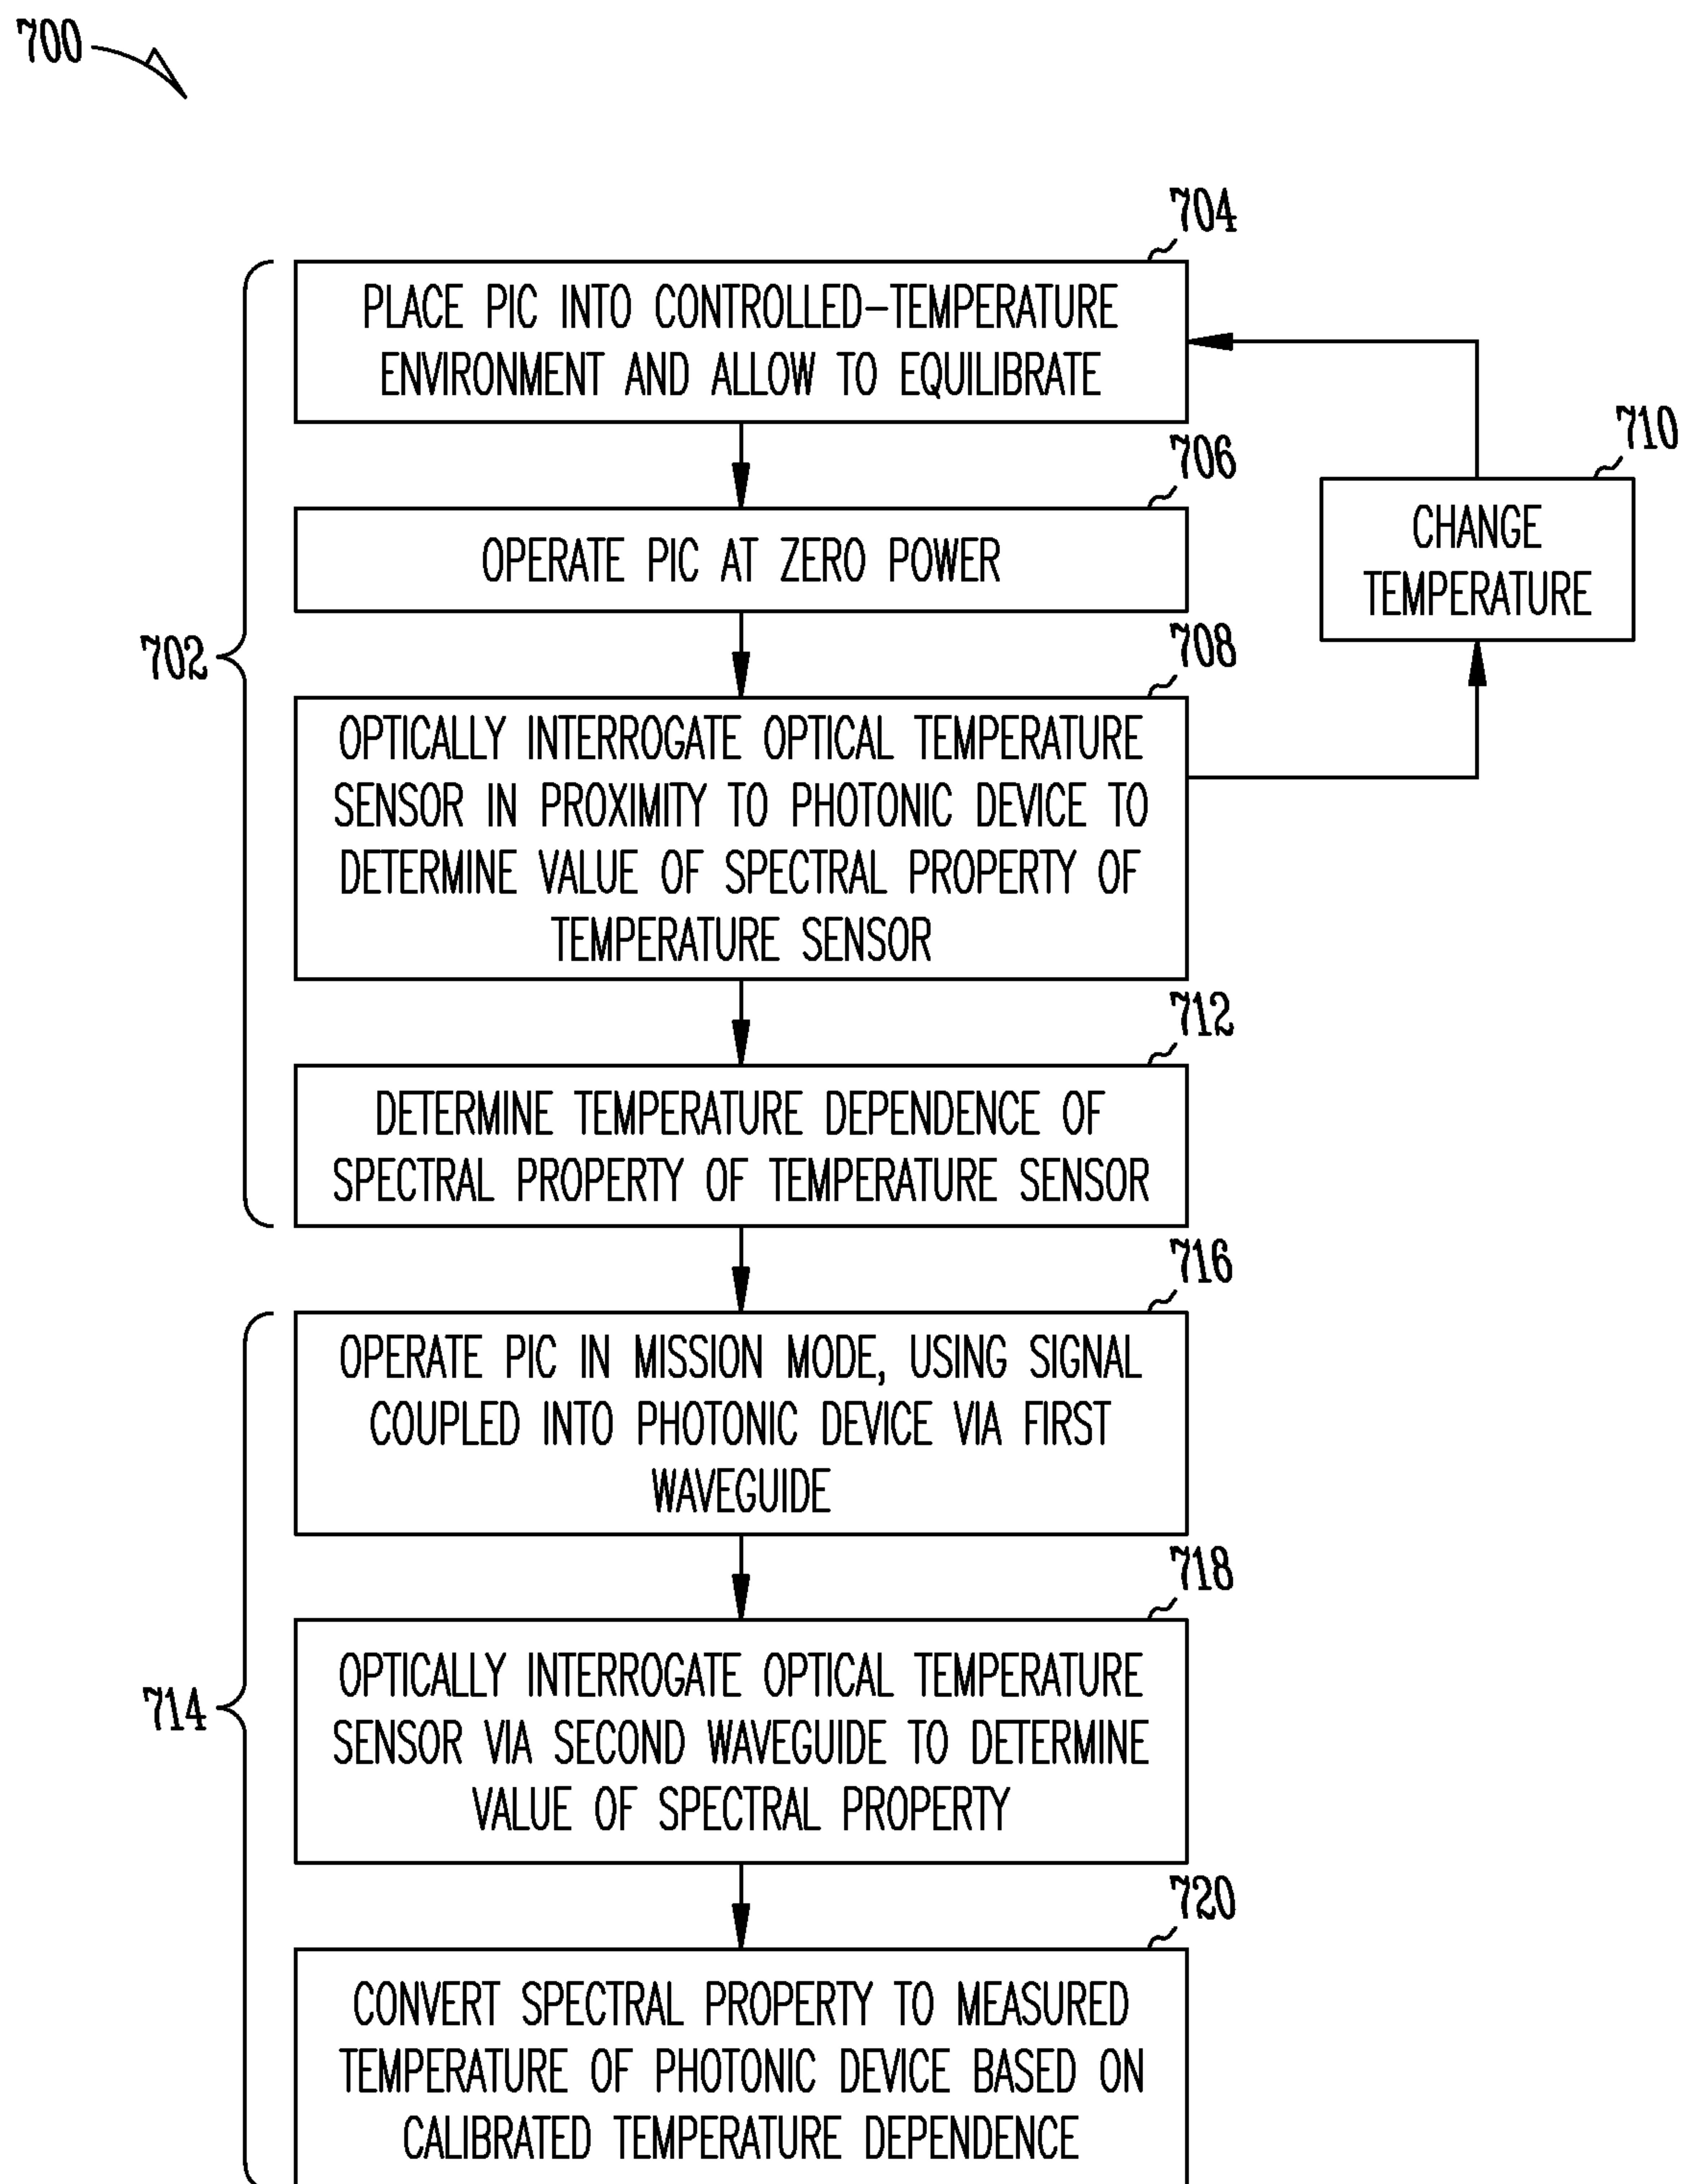 700
704
PLACE PIC INTO CONTROLLED-TEMPERATURE
ENVIRONMENT AND ALLOW TO EQUILIBRATE
706
OPERATE PIC AT ZERO POWER
710
CHANGE
TEMPERATURE
702
708
OPTICALLY INTERROGATE OPTICAL TEMPERATURE
SENSOR IN PROXIMITY TO PHOTONIC DEVICE TO
DETERMINE VALUE OF SPECTRAL PROPERTY OF
TEMPERATURE SENSOR
712
DETERMINE TEMPERATURE DEPENDENCE OF
SPECTRAL PROPERTY OF TEMPERATURE SENSOR
716
OPERATE PIC IN MISSION MODE, USING SIGNAL
COUPLED INTO PHOTONIC DEVICE VIA FIRST
WAVEGUIDE
714
718
OPTICALLY INTERROGATE OPTICAL TEMPERATURE
SENSOR VIA SECOND WAVEGUIDE TO DETERMINE
VALUE OF SPECTRAL PROPERTY
720
CONVERT SPECTRAL PROPERTY TO MEASURED
TEMPERATURE OF PHOTONIC DEVICE BASED ON
CALIBRATED TEMPERATURE DEPENDENCE